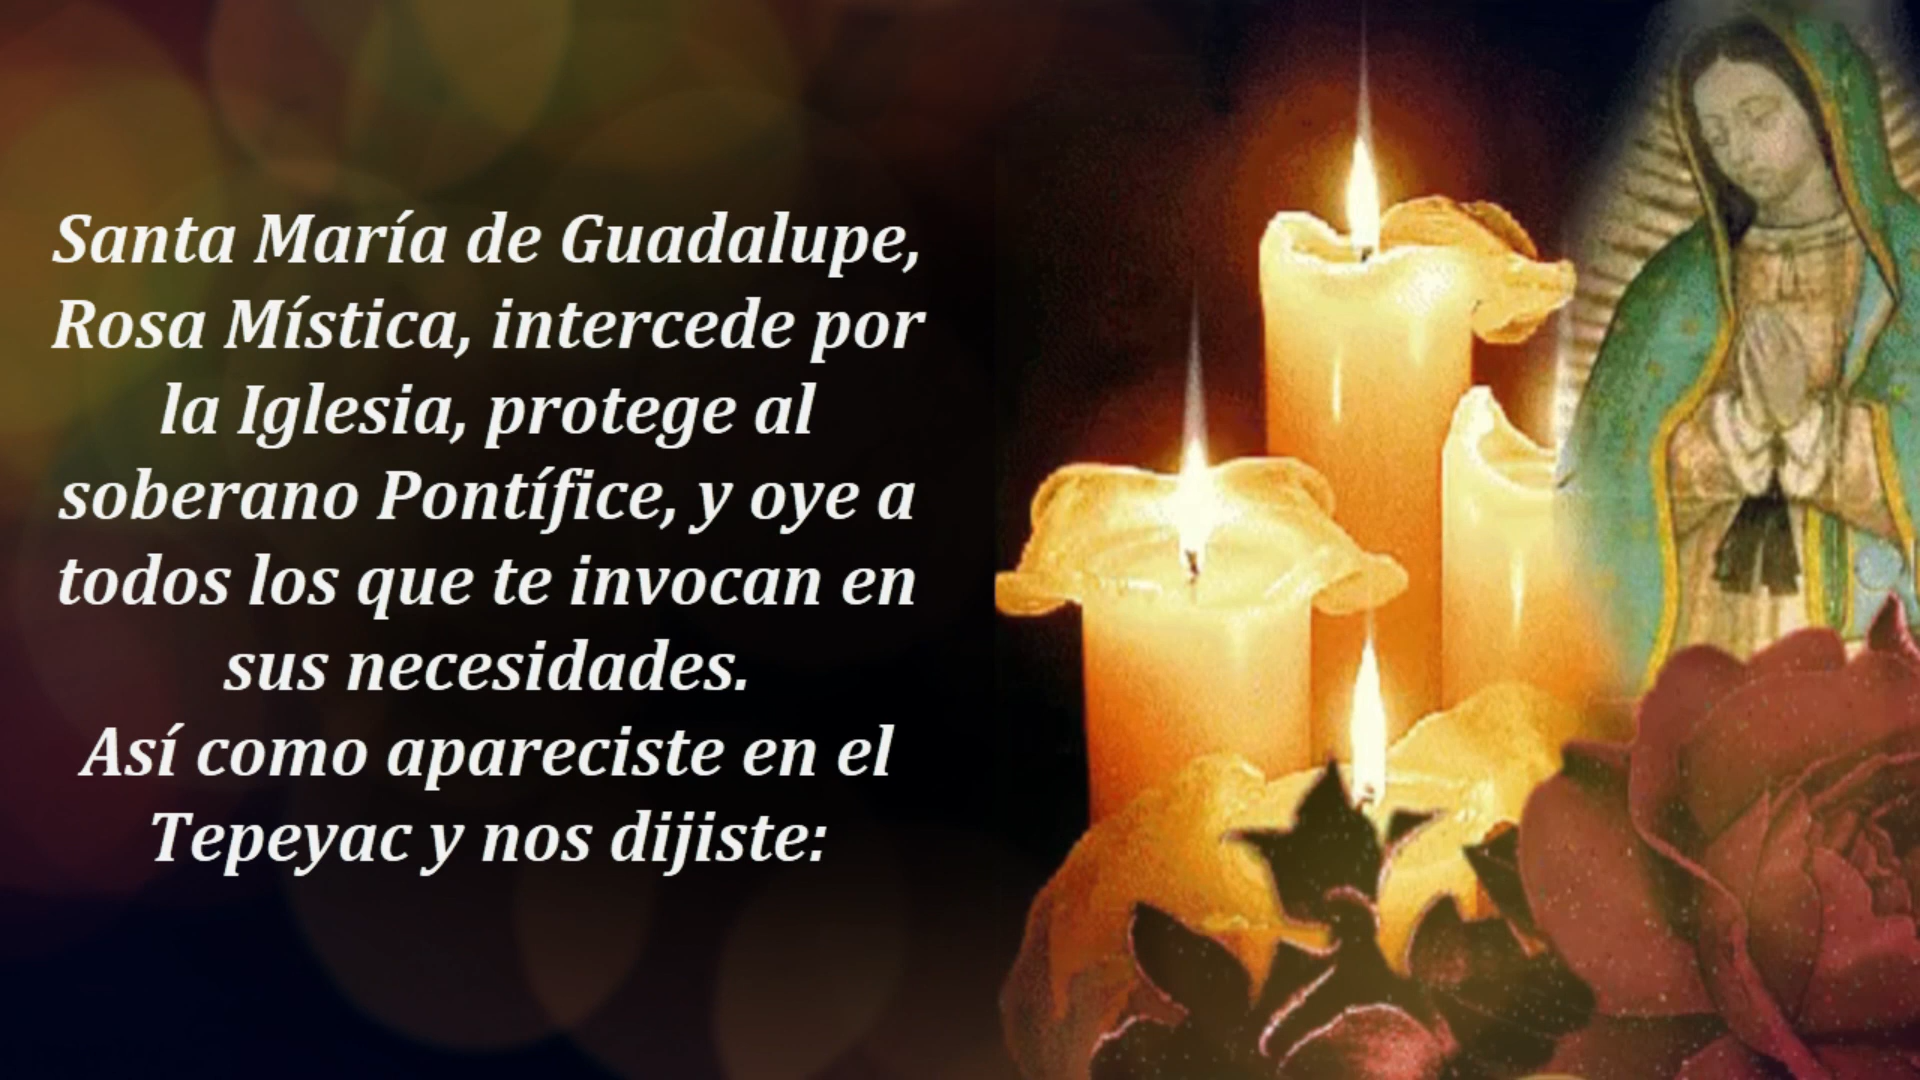 Santa María de Guadalupe,
Rosa Mística, intercede por
la Iglesia, protege al
soberano Pontífice, y oye a
todos los que te invocan en
sus necesidades.
Así como apareciste en el
Tepeyac y nos dijiste: